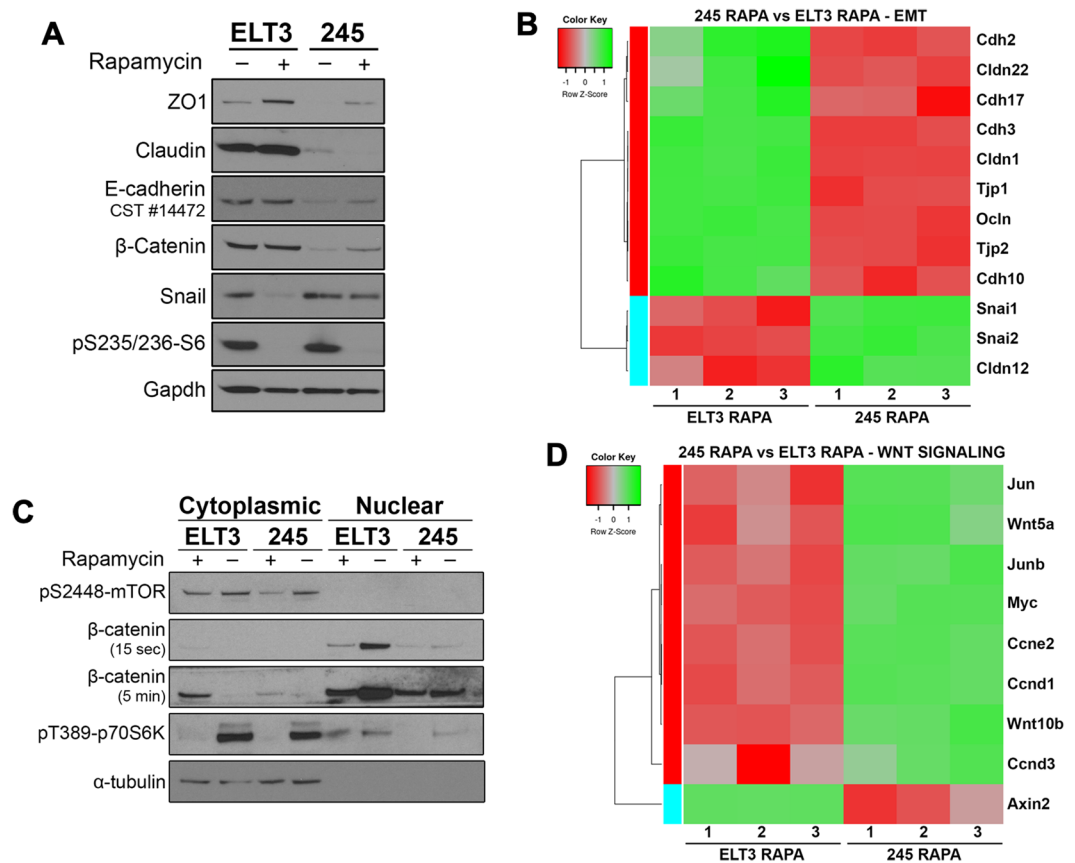 A
ELT3 245
Rapamycin − + − +
ZO1
Claudin
E-cadherin
CST #14472
β-Catenin
Snail
pS235/236-S6
Gapdh
B
245 RAPA vs ELT3 RAPA - EMT
Color Key
-1 0 1
Row Z-Score
Cdh2
Cldn22
Cdh17
Cdh3
Cldn1
Tjp1
Ocln
Tjp2
Cdh10
Snai1
Snai2
Cldn12
1 2 3 1 2 3
ELT3 RAPA 245 RAPA
C
Cytoplasmic Nuclear
ELT3 245 ELT3 245
Rapamycin + − + − + − + −
pS2448-mTOR
β-catenin
(15 sec)
β-catenin
(5 min)
pT389-p70S6K
α-tubulin
D
245 RAPA vs ELT3 RAPA - WNT SIGNALING
Color Key
-1 0 1
Row Z-Score
Jun
Wnt5a
Junb
Myc
Ccne2
Ccnd1
Wnt10b
Ccnd3
Axin2
1 2 3 1 2 3
ELT3 RAPA 245 RAPA